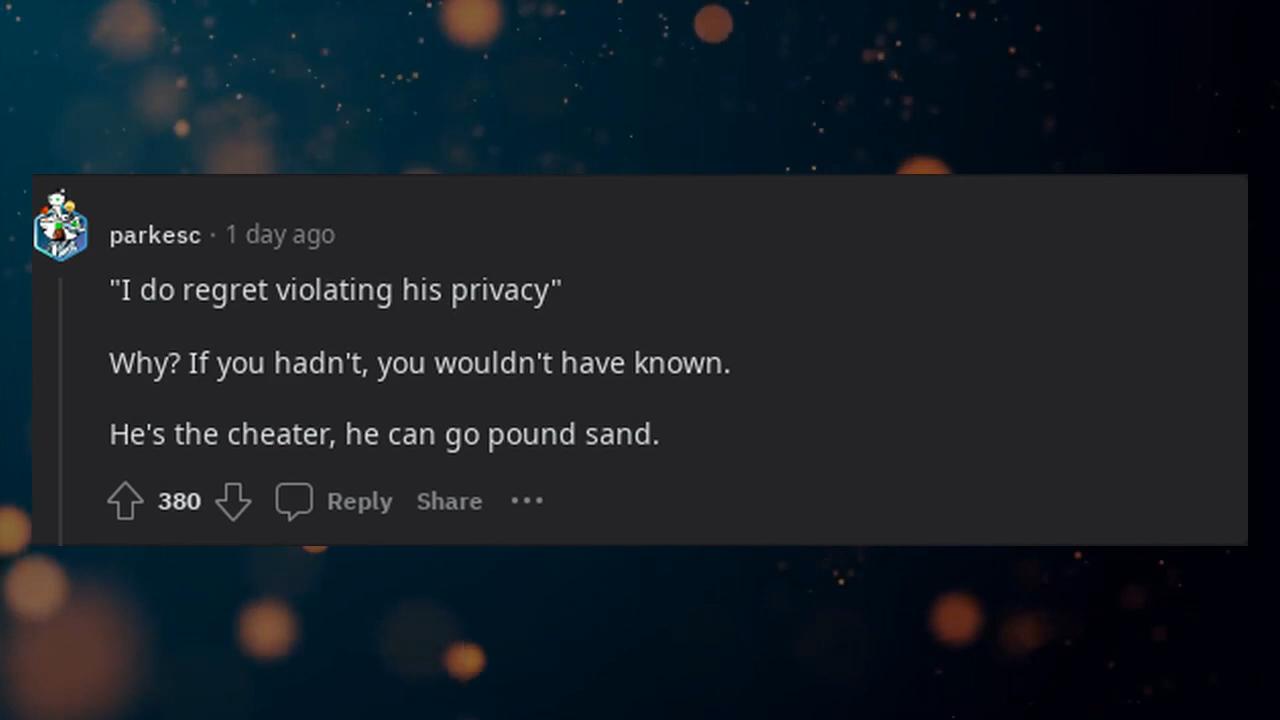 parkesc · 1 day ago
"I do regret violating his privacy"
Why? If you hadn't, you wouldn't have known.
He's the cheater, he can go pound sand.
380 Reply Share ...